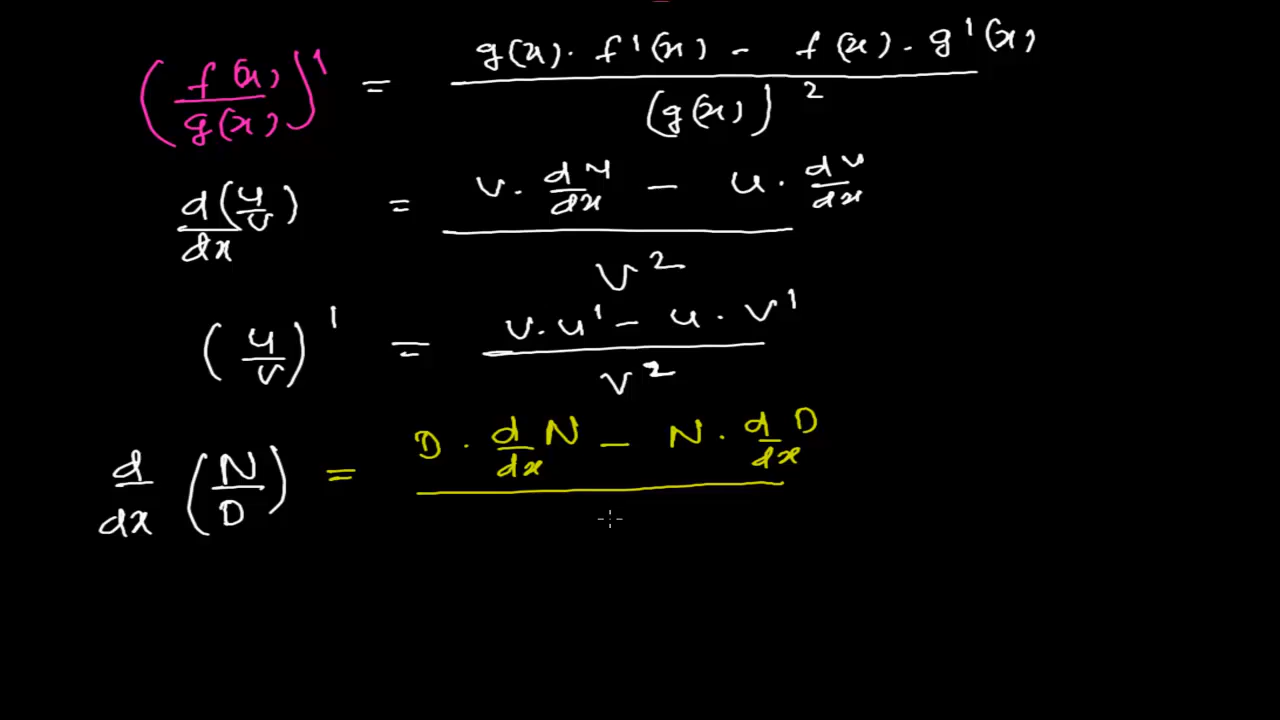 (f(x)/g(x))' = (g(x) · f'(x) − f(x) · g'(x)) / (g(x))²
d/dx (u/v) = (v · du/dx − u · dv/dx) / v²
(u/v)' = (v · u' − u · v') / v²
d/dx (N/D) = D · d/dx N − N · d/dx D